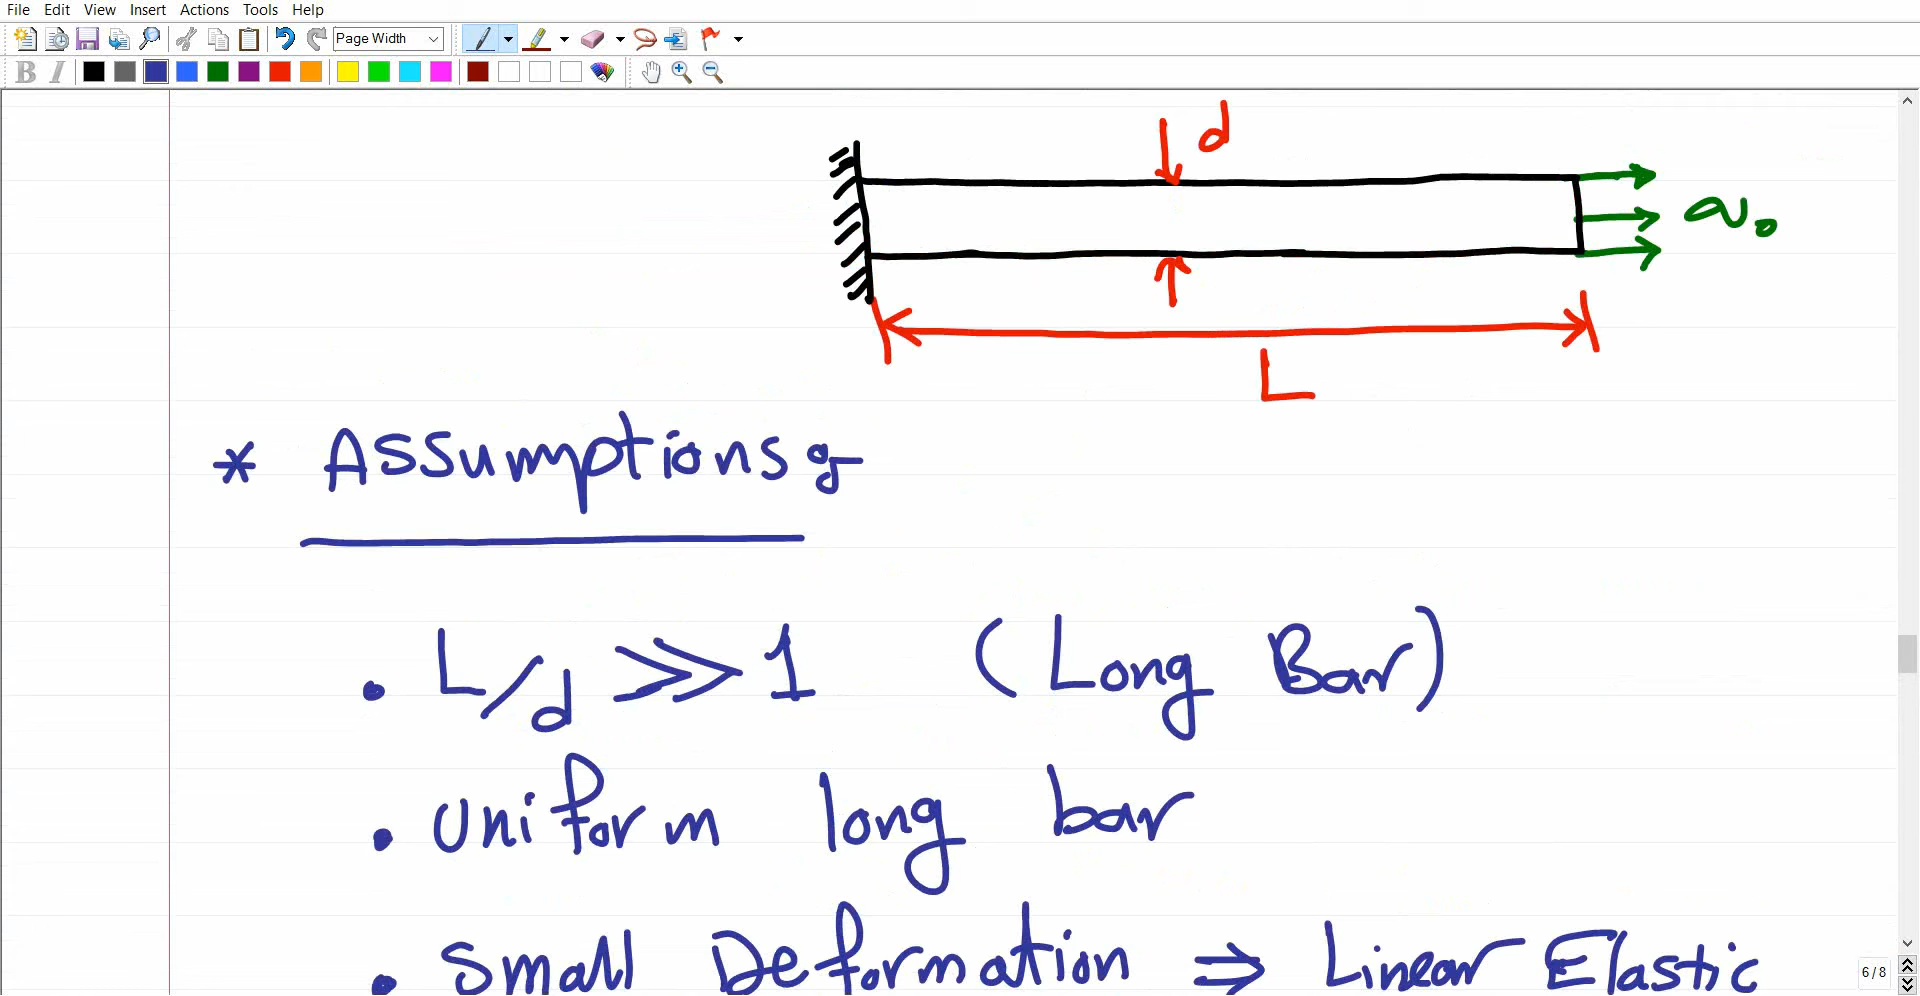 File Edit View Insert Actions Tools Help
Page Width
B I
d
L
* Assumptions:
• L/d >> 1 (Long Bar)
• Uniform long bar
• Small Deformation ⇒ Linear Elastic
6 / 8